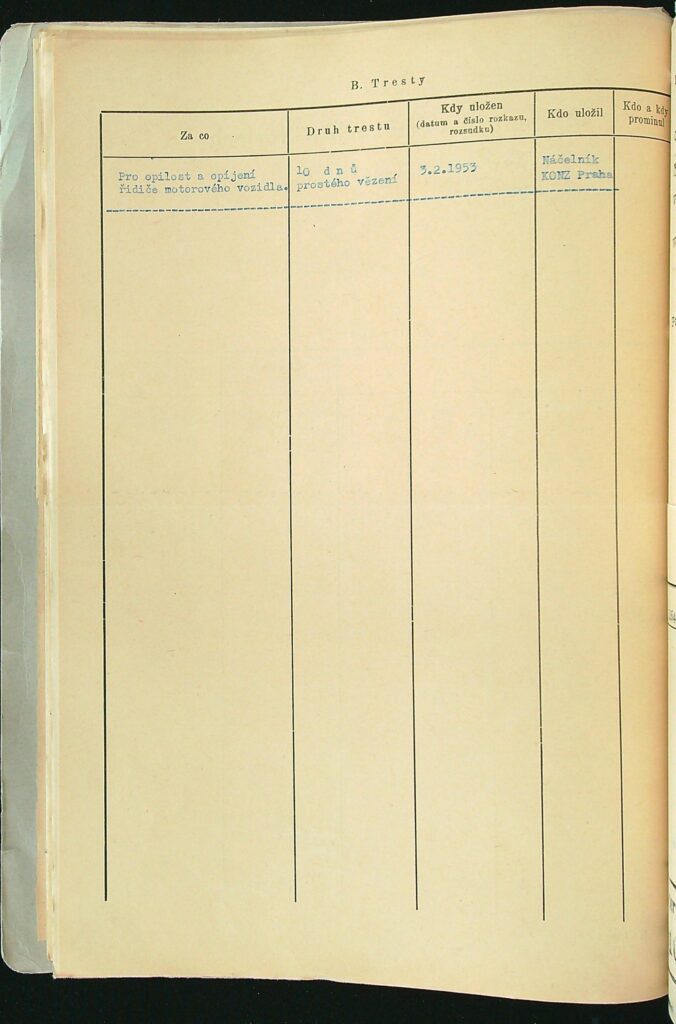 B. Tresty
Za co
Druh trestu
Kdy uložen
(datum a číslo rozkazu,
rozsudku)
Kdo uložil
Kdo a kdy
prominul
Pro opilost a opíjení
řidiče motorového vozidla.
10 dnů
prostého vězení
3.2.1953
Náčelník
KONZ Praha